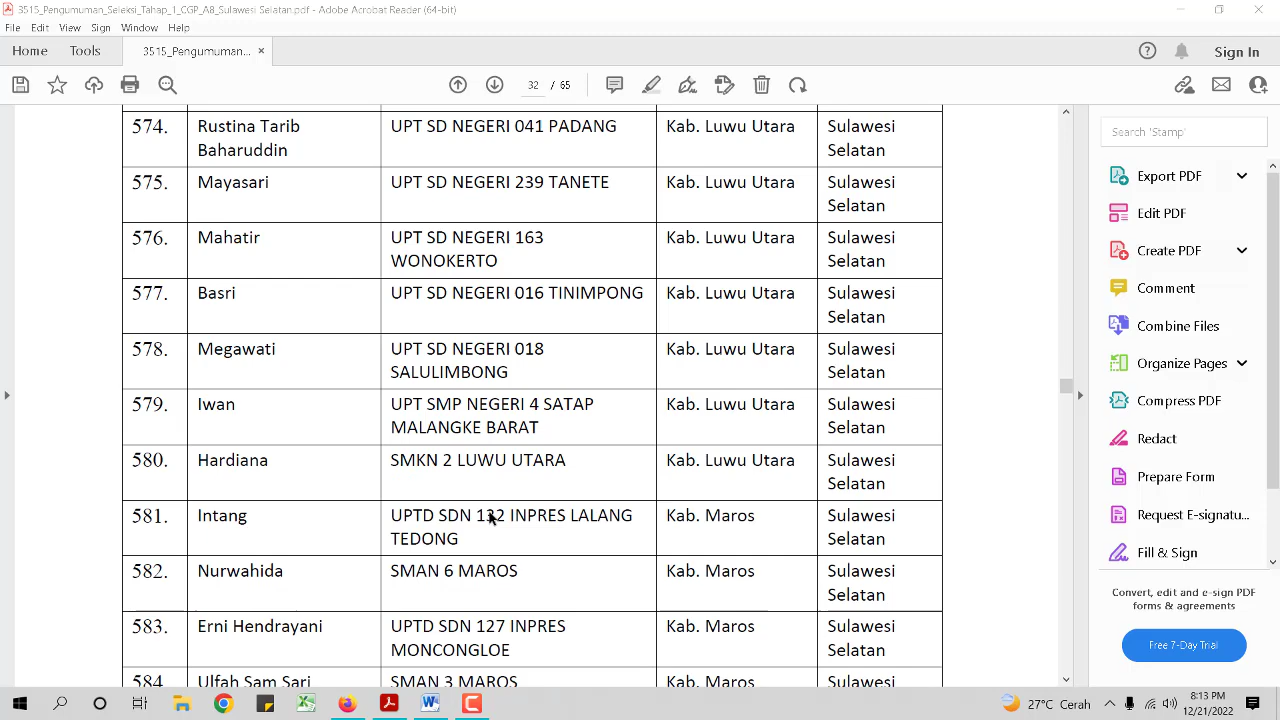 3515_Pengumuman_Seleksi_Tahap_1_CGP_A8_Sulawesi Selatan.pdf - Adobe Acrobat Reader (64-bit)
File Edit View Sign Window Help
Home Tools 3515_Pengumuman... × Sign In
32 / 65
574. Rustina Tarib UPT SD NEGERI 041 PADANG Kab. Luwu Utara Sulawesi
Baharuddin Selatan
575. Mayasari UPT SD NEGERI 239 TANETE Kab. Luwu Utara Sulawesi
Selatan
576. Mahatir UPT SD NEGERI 163 Kab. Luwu Utara Sulawesi
WONOKERTO Selatan
577. Basri UPT SD NEGERI 016 TINIMPONG Kab. Luwu Utara Sulawesi
Selatan
578. Megawati UPT SD NEGERI 018 Kab. Luwu Utara Sulawesi
SALULIMBONG Selatan
579. Iwan UPT SMP NEGERI 4 SATAP Kab. Luwu Utara Sulawesi
MALANGKE BARAT Selatan
580. Hardiana SMKN 2 LUWU UTARA Kab. Luwu Utara Sulawesi
Selatan
581. Intang UPTD SDN 132 INPRES LALANG Kab. Maros Sulawesi
TEDONG Selatan
582. Nurwahida SMAN 6 MAROS Kab. Maros Sulawesi
Selatan
583. Erni Hendrayani UPTD SDN 127 INPRES Kab. Maros Sulawesi
MONCONGLOE Selatan
584. Ulfah Sam Sari SMAN 3 MAROS Kab. Maros Sulawesi
Search 'Stamp'
Export PDF
Edit PDF
Create PDF
Comment
Combine Files
Organize Pages
Compress PDF
Redact
Prepare Form
Request E-signatu...
Fill & Sign
Convert, edit and e-sign PDF
forms & agreements
Free 7-Day Trial
27°C Cerah 8:13 PM
12/21/2022